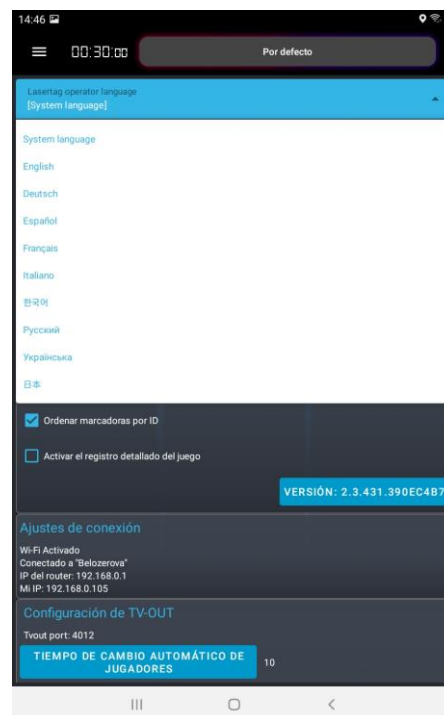 14:46
00:30:00
Por defecto
Lasertag operator language
[System language]
System language
English
Deutsch
Español
Français
Italiano
한국어
Русский
Українська
日本
Ordenar marcadoras por ID
Activar el registro detallado del juego
VERSIÓN: 2.3.431.390EC4B7
Ajustes de conexión
Wi-Fi Activado
Conectado a "Belozerova"
IP del router: 192.168.0.1
Mi IP: 192.168.0.105
Configuración de TV-OUT
Tvout port: 4012
TIEMPO DE CAMBIO AUTOMÁTICO DE
JUGADORES
10